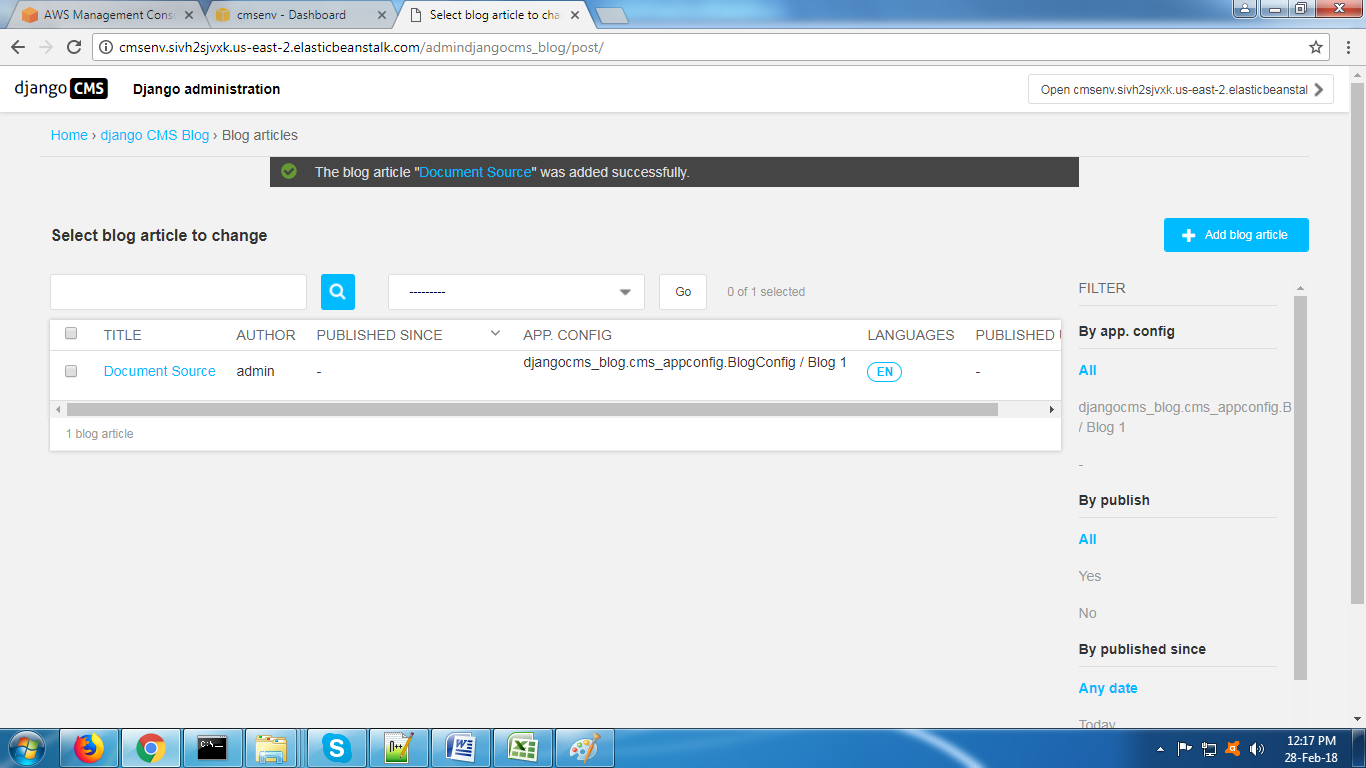 AWS Management Cons
cmsenv - Dashboard
Select blog article to cha
cmsenv.sivh2sjvxk.us-east-2.elasticbeanstalk.com/admindjangocms_blog/post/
django CMS
Django administration
Open cmsenv.sivh2sjvxk.us-east-2.elasticbeanstal
Home › django CMS Blog › Blog articles
The blog article "Document Source" was added successfully.
Select blog article to change
Add blog article
---------
Go
0 of 1 selected
TITLE AUTHOR PUBLISHED SINCE APP. CONFIG LANGUAGES PUBLISHED U
Document Source admin - djangocms_blog.cms_appconfig.BlogConfig / Blog 1 EN -
1 blog article
FILTER
By app. config
All
djangocms_blog.cms_appconfig.B
/ Blog 1
-
By publish
All
Yes
No
By published since
Any date
Today
C:\_
n++
12:17 PM
28-Feb-18